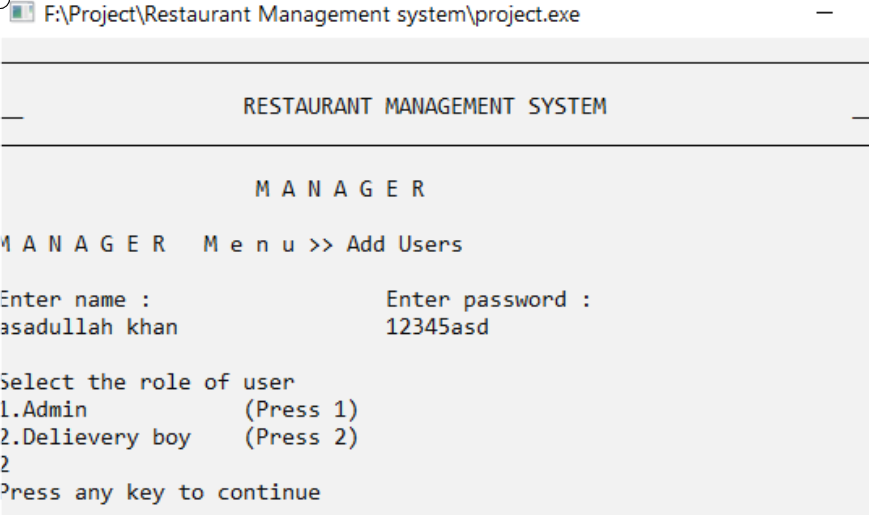 F:\Project\Restaurant Management system\project.exe
RESTAURANT MANAGEMENT SYSTEM
M A N A G E R
M A N A G E R M e n u >> Add Users
Enter name : Enter password :
asadullah khan 12345asd
Select the role of user
1.Admin (Press 1)
2.Delievery boy (Press 2)
2
Press any key to continue